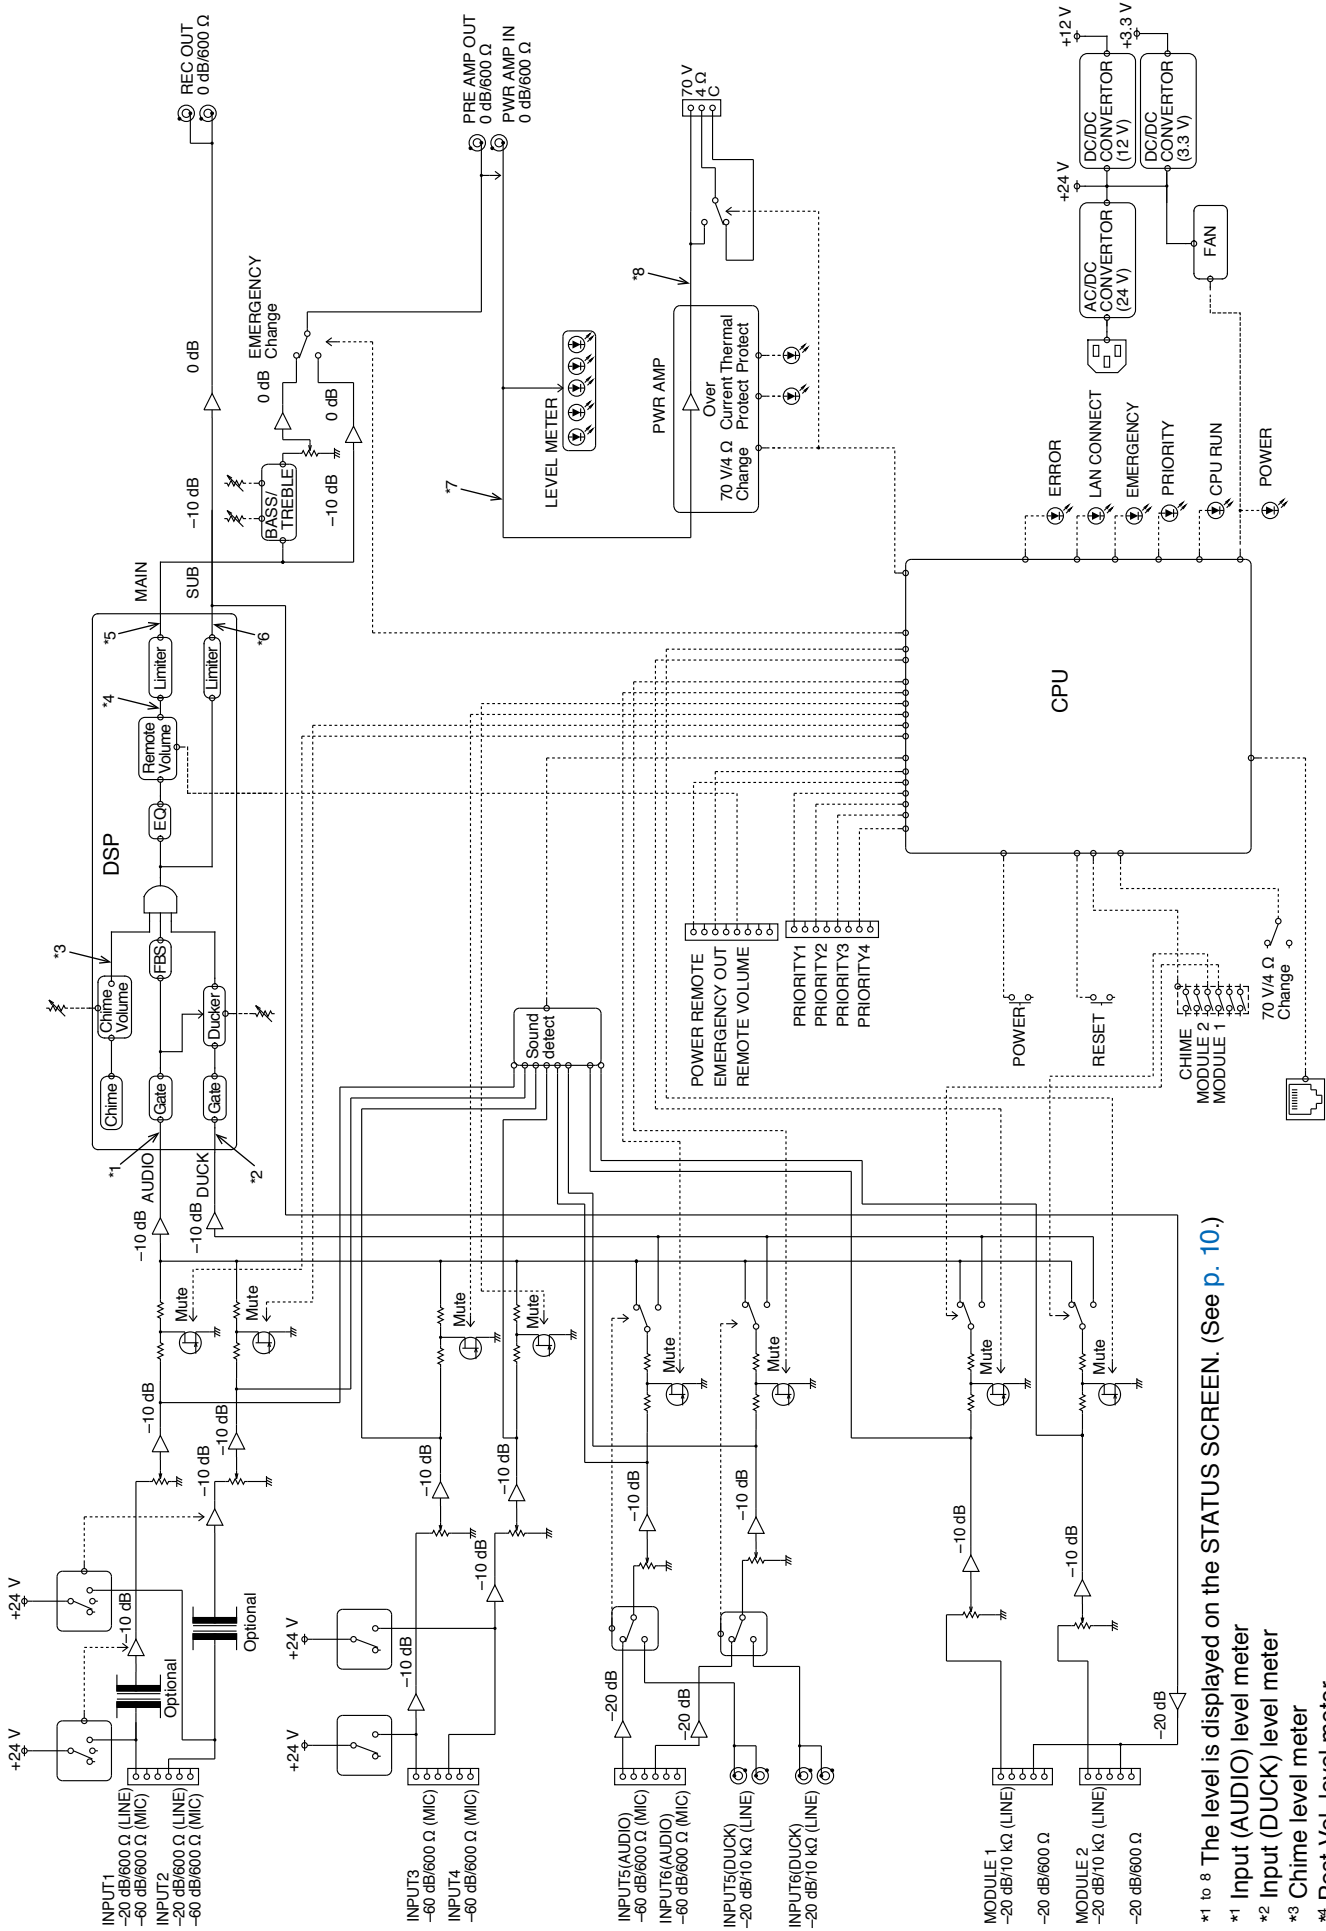 INPUT1
–20 dB/600 Ω (LINE)
–60 dB/600 Ω (MIC)
INPUT2
–20 dB/600 Ω (LINE)
–60 dB/600 Ω (MIC)
+24 V
+24 V
Optional
Optional
–10 dB
–10 dB
–10 dB
–10 dB
Mute
Mute
–10 dB
–10 dB
AUDIO
DUCK
*1
*2
DSP
Chime
Gate
Gate
Chime
Volume
*3
FBS
Ducker
EQ
Remote
Volume
*4
Limiter
Limiter
*5
*6
MAIN
SUB
–10 dB
0 dB
REC OUT
0 dB/600 Ω
BASS/
TREBLE
–10 dB
0 dB
0 dB
EMERGENCY
Change
PRE AMP OUT
0 dB/600 Ω
PWR AMP IN
0 dB/600 Ω
*7
LEVEL METER
PWR AMP
70 V/4 Ω
Change
Over
Current
Protect
Thermal
Protect
*8
70 V
4 Ω
C
INPUT3
–60 dB/600 Ω (MIC)
INPUT4
–60 dB/600 Ω (MIC)
+24 V
+24 V
–10 dB
–10 dB
–10 dB
–10 dB
Mute
Mute
Sound
detect
INPUT5(AUDIO)
–60 dB/600 Ω (MIC)
INPUT6(AUDIO)
–60 dB/600 Ω (MIC)
INPUT5(DUCK)
–20 dB/10 kΩ (LINE)
INPUT6(DUCK)
–20 dB/10 kΩ (LINE)
–20 dB
–20 dB
–10 dB
–10 dB
Mute
Mute
POWER REMOTE
EMERGENCY OUT
REMOTE VOLUME
PRIORITY1
PRIORITY2
PRIORITY3
PRIORITY4
CPU
ERROR
LAN CONNECT
EMERGENCY
PRIORITY
CPU RUN
POWER
AC/DC
CONVERTOR
(24 V)
+24 V
DC/DC
CONVERTOR
(12 V)
+12 V
DC/DC
CONVERTOR
(3.3 V)
+3.3 V
FAN
MODULE 1
–20 dB/10 kΩ (LINE)
–20 dB/600 Ω
MODULE 2
–20 dB/10 kΩ (LINE)
–20 dB/600 Ω
–10 dB
–10 dB
–20 dB
Mute
Mute
POWER
RESET
CHIME
MODULE 2
MODULE 1
70 V/4 Ω
Change
*1 to 8 The level is displayed on the STATUS SCREEN. (See p. 10.)
*1 Input (AUDIO) level meter
*2 Input (DUCK) level meter
*3 Chime level meter